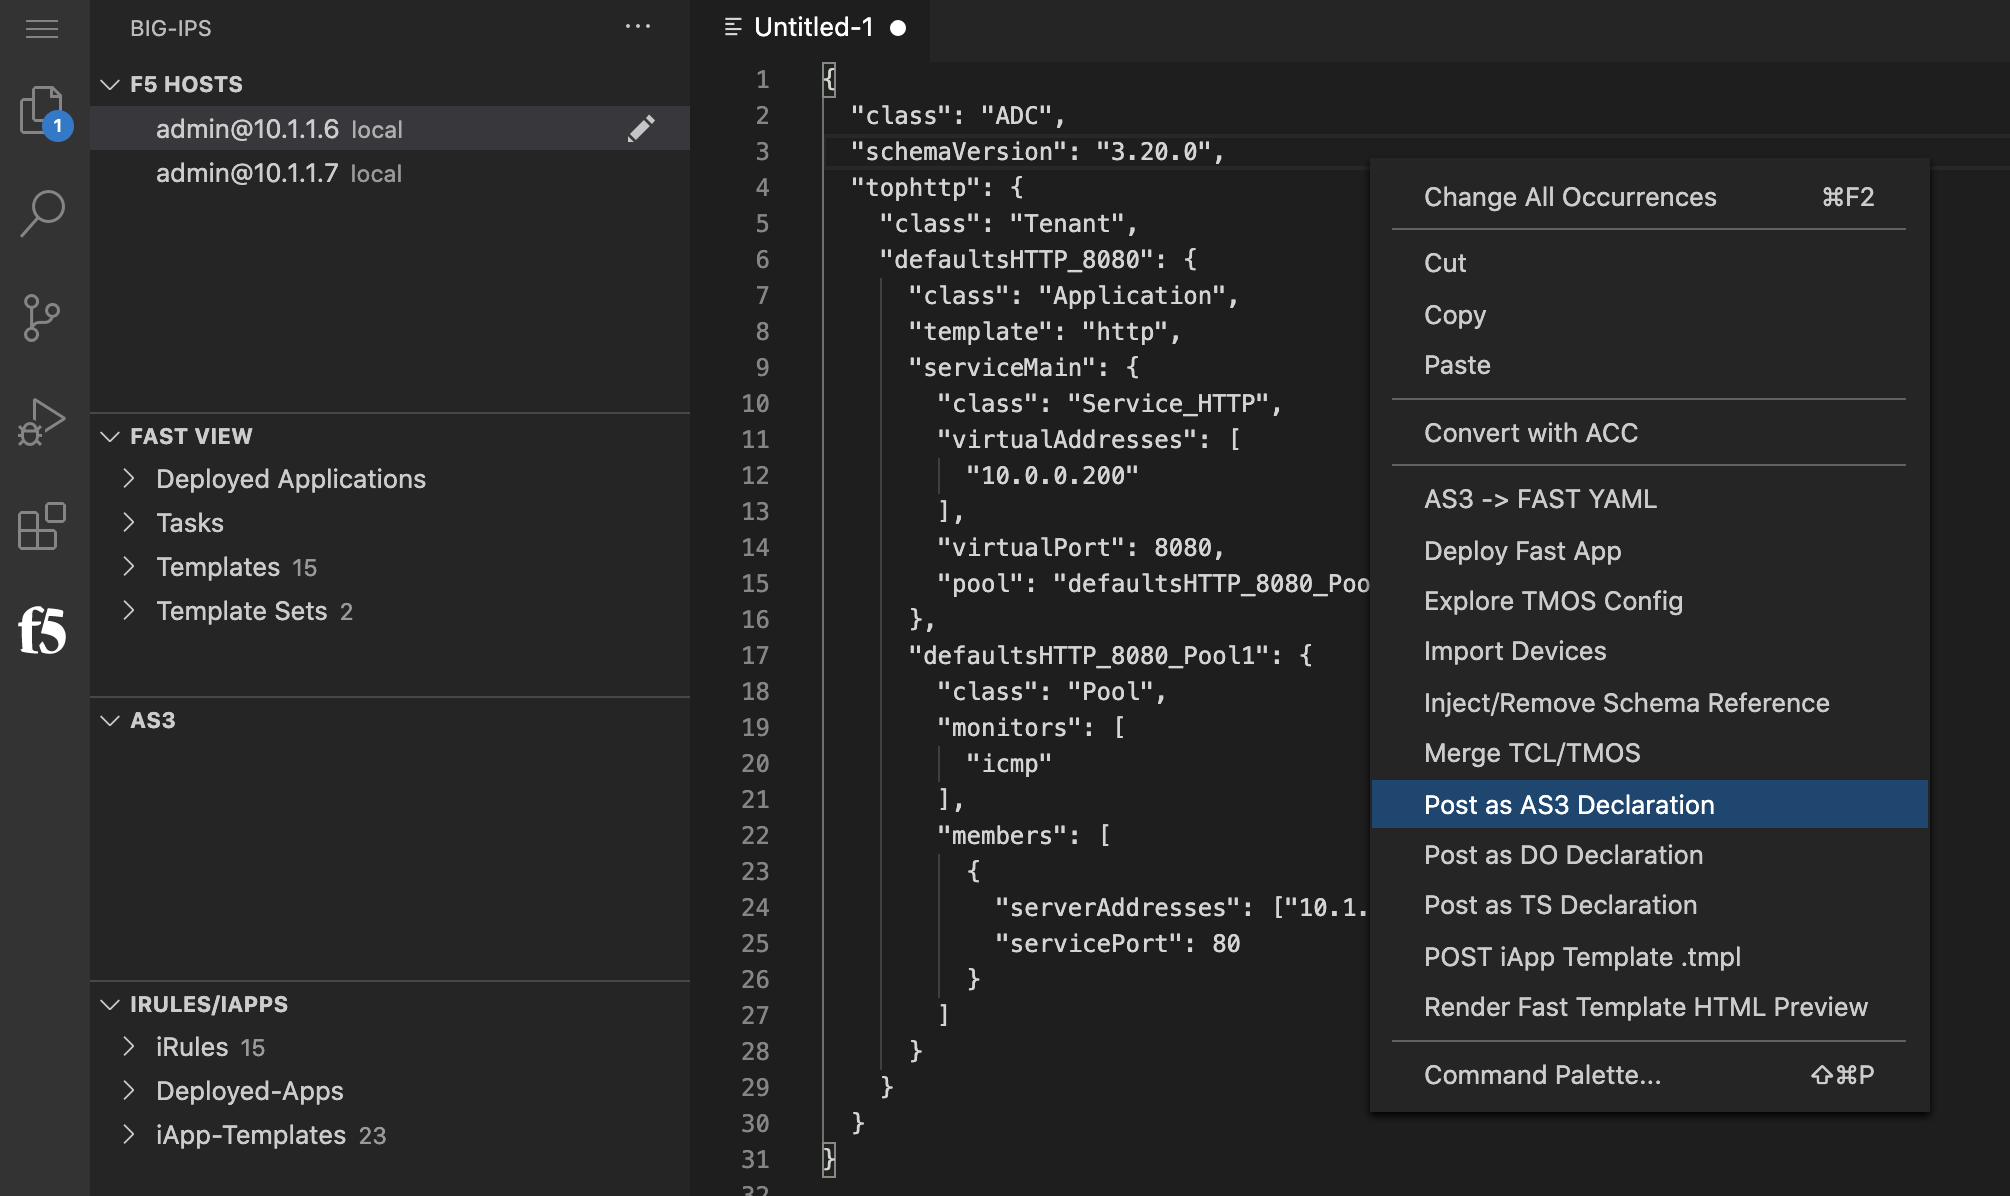 BIG-IPS
···
F5 HOSTS
admin@10.1.1.6 local
admin@10.1.1.7 local
1
FAST VIEW
Deployed Applications
Tasks
Templates 15
Template Sets 2
f5
AS3
IRULES/IAPPS
iRules 15
Deployed-Apps
iApp-Templates 23
Untitled-1
1 {
2 "class": "ADC",
3 "schemaVersion": "3.20.0",
4 "tophttp": {
5 "class": "Tenant",
6 "defaultsHTTP_8080": {
7 "class": "Application",
8 "template": "http",
9 "serviceMain": {
10 "class": "Service_HTTP",
11 "virtualAddresses": [
12 "10.0.0.200"
13 ],
14 "virtualPort": 8080,
15 "pool": "defaultsHTTP_8080_Poo
16 },
17 "defaultsHTTP_8080_Pool1": {
18 "class": "Pool",
19 "monitors": [
20 "icmp"
21 ],
22 "members": [
23 {
24 "serverAddresses": ["10.1.
25 "servicePort": 80
26 }
27 ]
28 }
29 }
30 }
31 }
32
Change All Occurrences ⌘F2
Cut
Copy
Paste
Convert with ACC
AS3 -> FAST YAML
Deploy Fast App
Explore TMOS Config
Import Devices
Inject/Remove Schema Reference
Merge TCL/TMOS
Post as AS3 Declaration
Post as DO Declaration
Post as TS Declaration
POST iApp Template .tmpl
Render Fast Template HTML Preview
Command Palette... ⇧⌘P